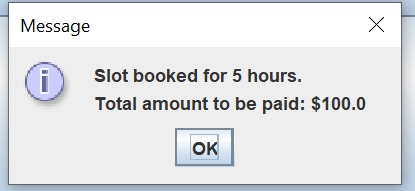 Message
Slot booked for 5 hours.
Total amount to be paid: $100.0
OK